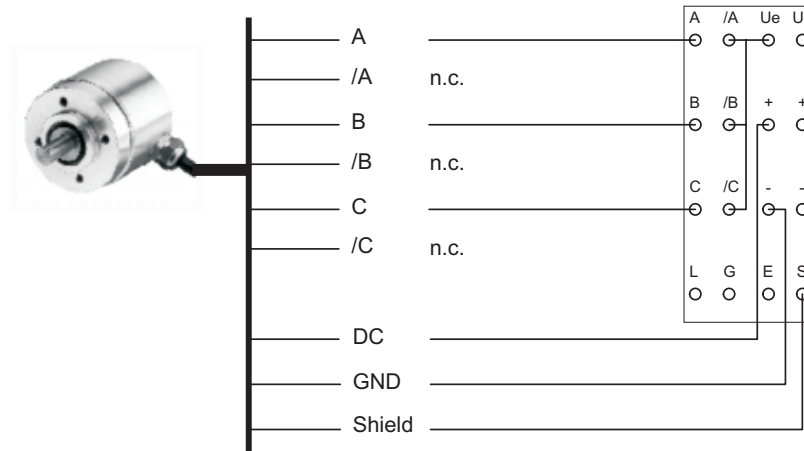 A
/A n.c.
B
/B n.c.
C
/C n.c.
DC
GND
Shield
A /A Ue
B /B + +
C /C - -
L G E S